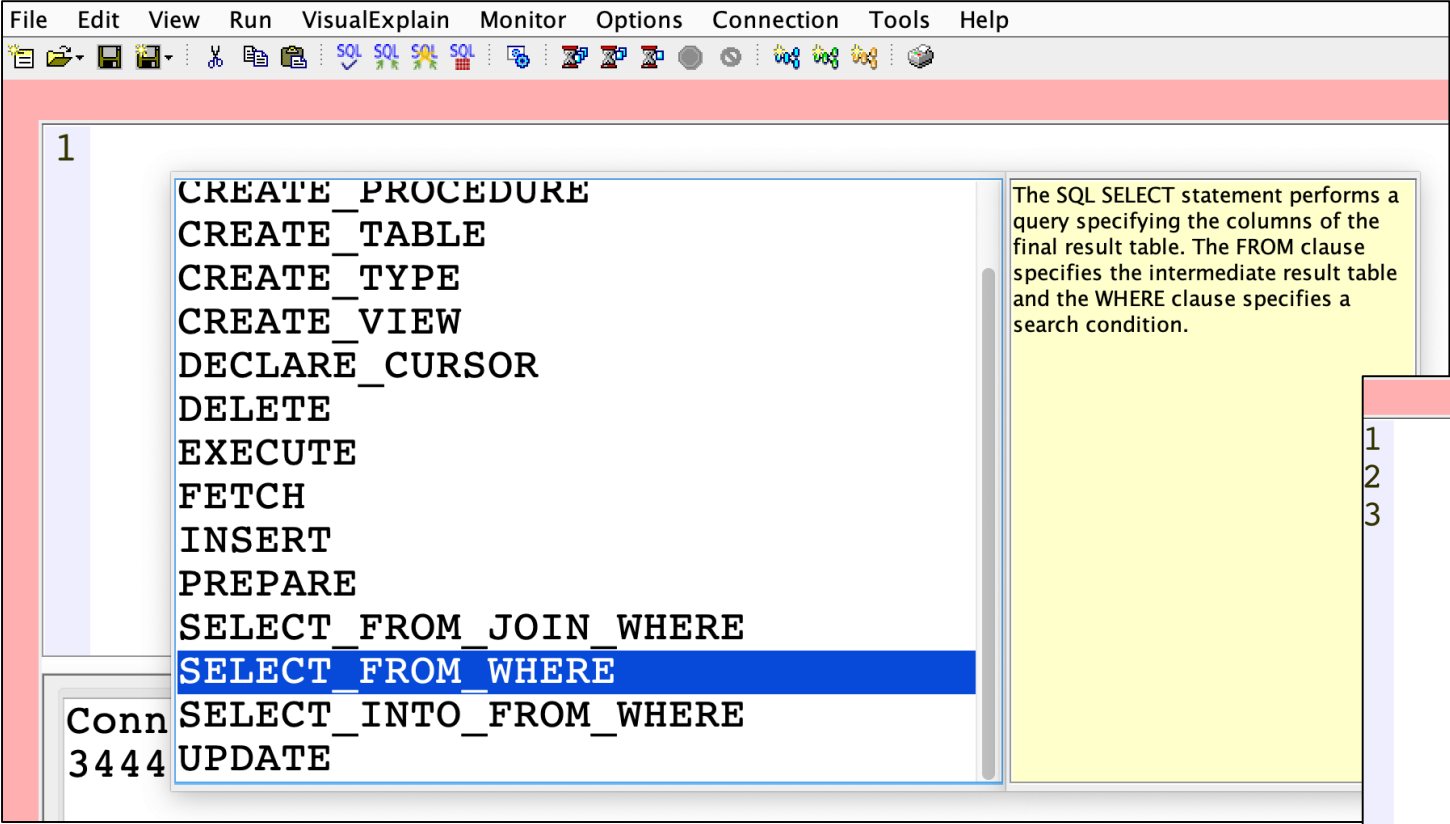 File Edit View Run VisualExplain Monitor Options Connection Tools Help
SQL SQL SQL SQL
1
CREATE_PROCEDURE
CREATE_TABLE
CREATE_TYPE
CREATE_VIEW
DECLARE_CURSOR
DELETE
EXECUTE
FETCH
INSERT
PREPARE
SELECT_FROM_JOIN_WHERE
SELECT_FROM_WHERE
SELECT_INTO_FROM_WHERE
UPDATE
The SQL SELECT statement performs a
query specifying the columns of the
final result table. The FROM clause
specifies the intermediate result table
and the WHERE clause specifies a
search condition.
Conn
3444
1
2
3